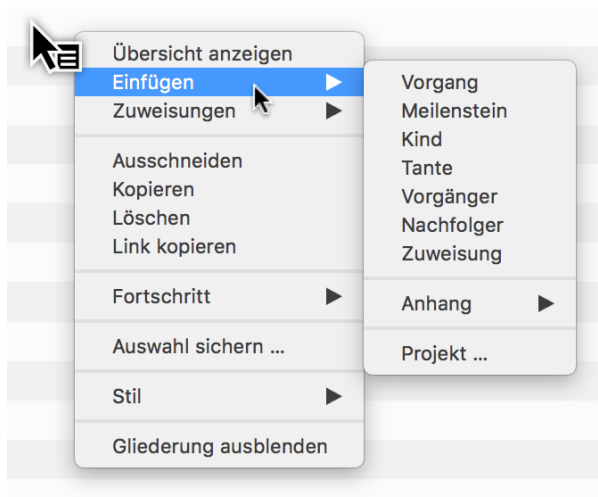 Übersicht anzeigen
Einfügen
Zuweisungen
Ausschneiden
Kopieren
Löschen
Link kopieren
Fortschritt
Auswahl sichern ...
Stil
Gliederung ausblenden
Vorgang
Meilenstein
Kind
Tante
Vorgänger
Nachfolger
Zuweisung
Anhang
Projekt ...